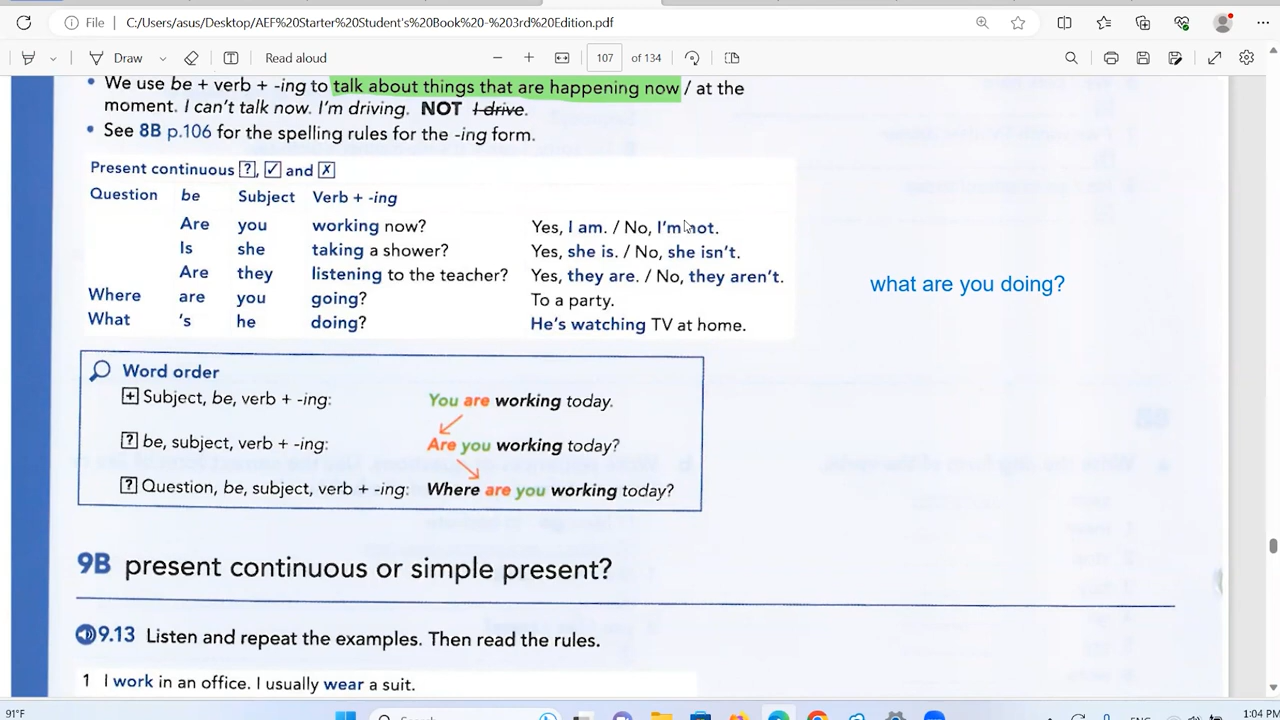 File C:/Users/asus/Desktop/AEF%20Starter%20Student's%20Book%20-%203rd%20Edition.pdf
Draw Read aloud 107 of 134
• We use be + verb + -ing to talk about things that are happening now / at the
moment. I can't talk now. I'm driving. NOT I drive.
• See 8B p.106 for the spelling rules for the -ing form.
Present continuous ?, ✓ and ✗
Question be Subject Verb + -ing
Are you working now? Yes, I am. / No, I'm not.
Is she taking a shower? Yes, she is. / No, she isn't.
Are they listening to the teacher? Yes, they are. / No, they aren't.
Where are you going? To a party.
What 's he doing? He's watching TV at home.
what are you doing?
Word order
+ Subject, be, verb + -ing: You are working today.
? be, subject, verb + -ing: Are you working today?
? Question, be, subject, verb + -ing: Where are you working today?
9B present continuous or simple present?
9.13 Listen and repeat the examples. Then read the rules.
1 I work in an office. I usually wear a suit.
91°F
1:04 PM